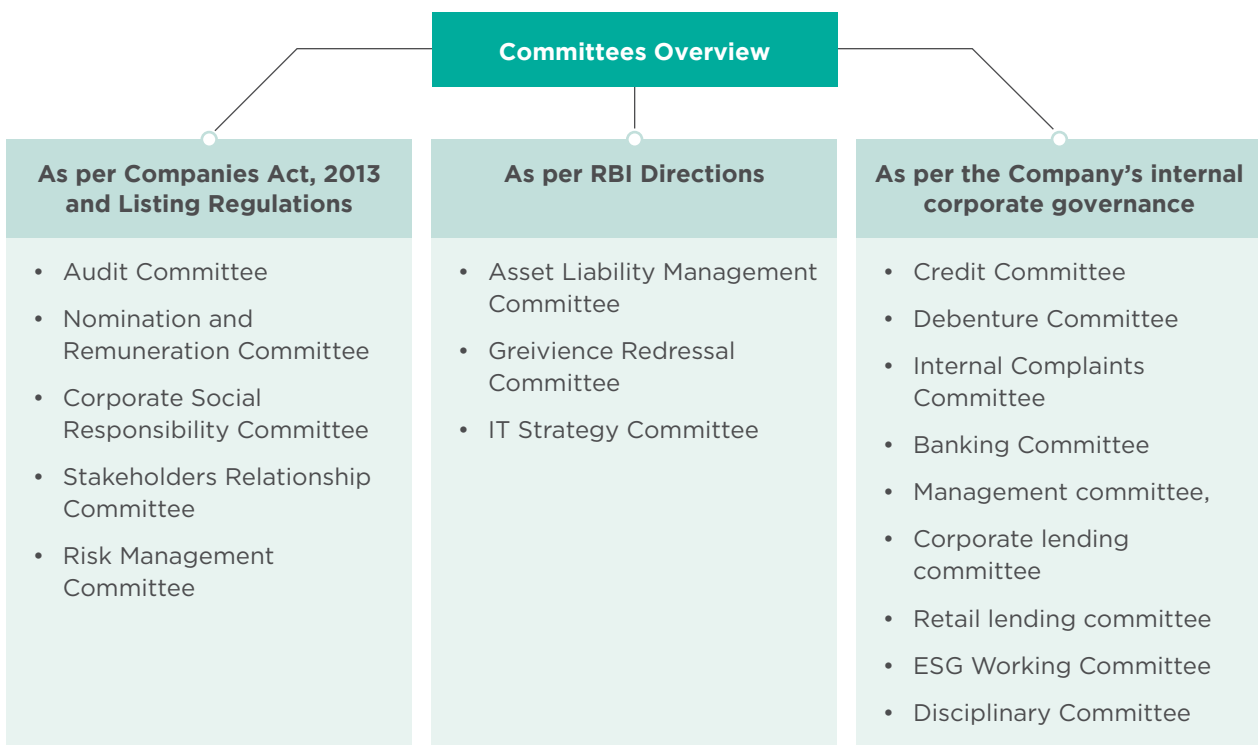 Committees Overview
As per Companies Act, 2013
and Listing Regulations
• Audit Committee
• Nomination and
Remuneration Committee
• Corporate Social
Responsibility Committee
• Stakeholders Relationship
Committee
• Risk Management
Committee
As per RBI Directions
• Asset Liability Management
Committee
• Greivience Redressal
Committee
• IT Strategy Committee
As per the Company’s internal
corporate governance
• Credit Committee
• Debenture Committee
• Internal Complaints
Committee
• Banking Committee
• Management committee,
• Corporate lending
committee
• Retail lending committee
• ESG Working Committee
• Disciplinary Committee